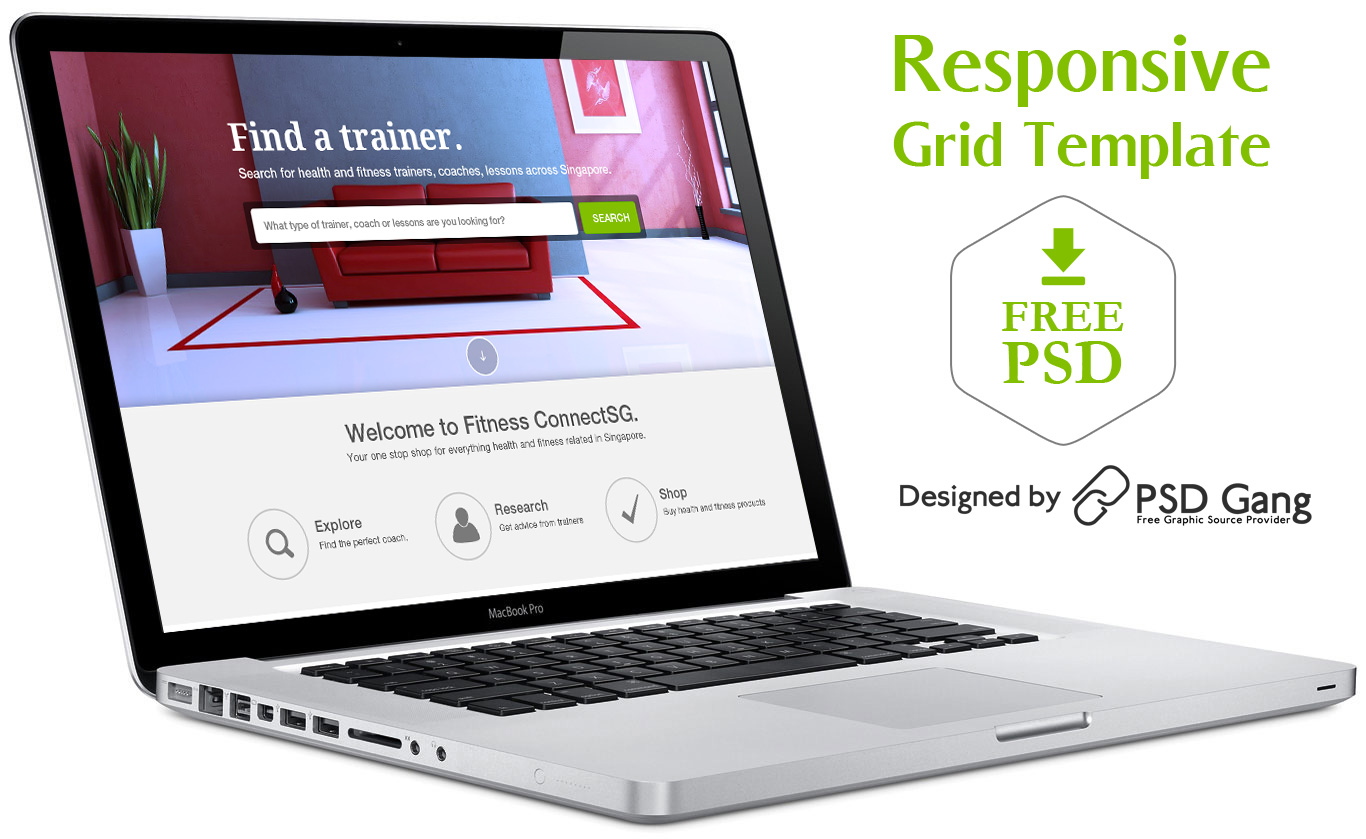 Find a trainer.
Search for health and fitness trainers, coaches, lessons across Singapore.
What type of trainer, coach or lessons are you looking for?
SEARCH
Welcome to Fitness ConnectSG.
Your one stop shop for everything health and fitness related in Singapore.
Explore
Find the perfect coach.
Research
Get advice from trainers
Shop
Buy health and fitness products
MacBook Pro
Responsive
Grid Template
FREE
PSD
Designed by PSD Gang
Free Graphic Source Provider